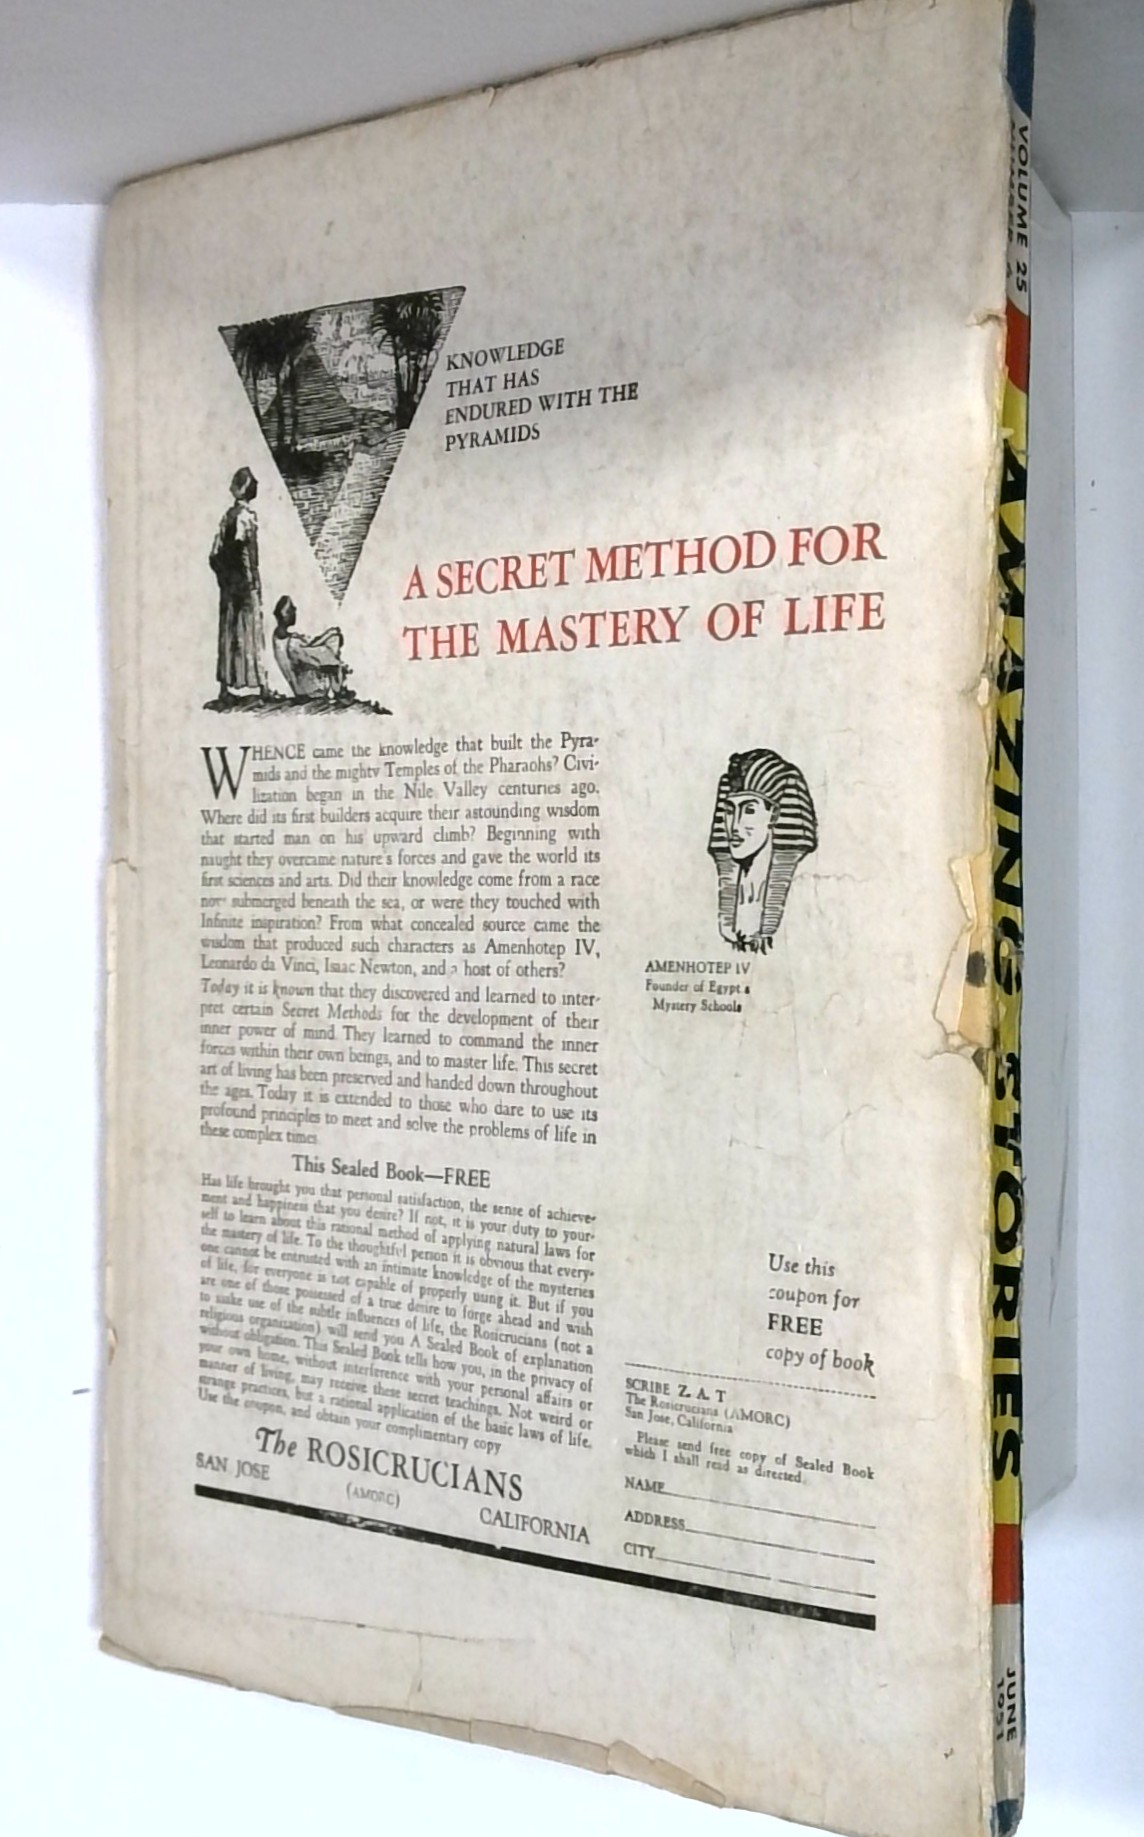 KNOWLEDGE
THAT HAS
ENDURED WITH THE
PYRAMIDS
A SECRET METHOD FOR
THE MASTERY OF LIFE
WHENCE came the knowledge that built the Pyra-
mids and the mighty Temples of the Pharaohs? Civi-
lization began in the Nile Valley centuries ago.
Where did its first builders acquire their astounding wisdom
that started man on his upward climb? Beginning with
naught they overcame nature's forces and gave the world its
first sciences and arts. Did their knowledge come from a race
now submerged beneath the sea, or were they touched with
Infinite inspiration? From what concealed source came the
wisdom that produced such characters as Amenhotep IV,
Leonardo da Vinci, Isaac Newton, and a host of others?
Today it is known that they discovered and learned to inter-
pret certain Secret Methods for the development of their
inner power of mind. They learned to command the inner
forces within their own beings, and to master life. This secret
art of living has been preserved and handed down throughout
the ages. Today it is extended to those who dare to use its
profound principles to meet and solve the problems of life in
these complex times
This Sealed Book—FREE
Has life brought you that personal satisfaction, the sense of achieve-
ment and happiness that you desire? If not, it is your duty to your-
self to learn about this rational method of applying natural laws for
the mastery of life. To the thoughtful person it is obvious that every-
one cannot be entrusted with an intimate knowledge of the mysteries
of life, for everyone is not capable of properly using it. But if you
are one of those possessed of a true desire to forge ahead and wish
to make use of the subtle influences of life, the Rosicrucians (not a
religious organization) will send you A Sealed Book of explanation
without obligation. This Sealed Book tells how you, in the privacy of
your own home, without interference with your personal affairs or
manner of living, may receive these secret teachings. Not weird or
strange practices, but a rational application of the basic laws of life.
Use the coupon, and obtain your complimentary copy
The ROSICRUCIANS
SAN JOSE (AMORC) CALIFORNIA
AMENHOTEP IV
Founder of Egypt's
Mystery Schools
Use this
coupon for
FREE
copy of book
SCRIBE Z. A. T
The Rosicrucians (AMORC)
San Jose, California
Please send free copy of Sealed Book
which I shall read as directed.
NAME
ADDRESS
CITY
VOLUME 25
NUMBER 6
AMAZING STORIES
JUNE
1951